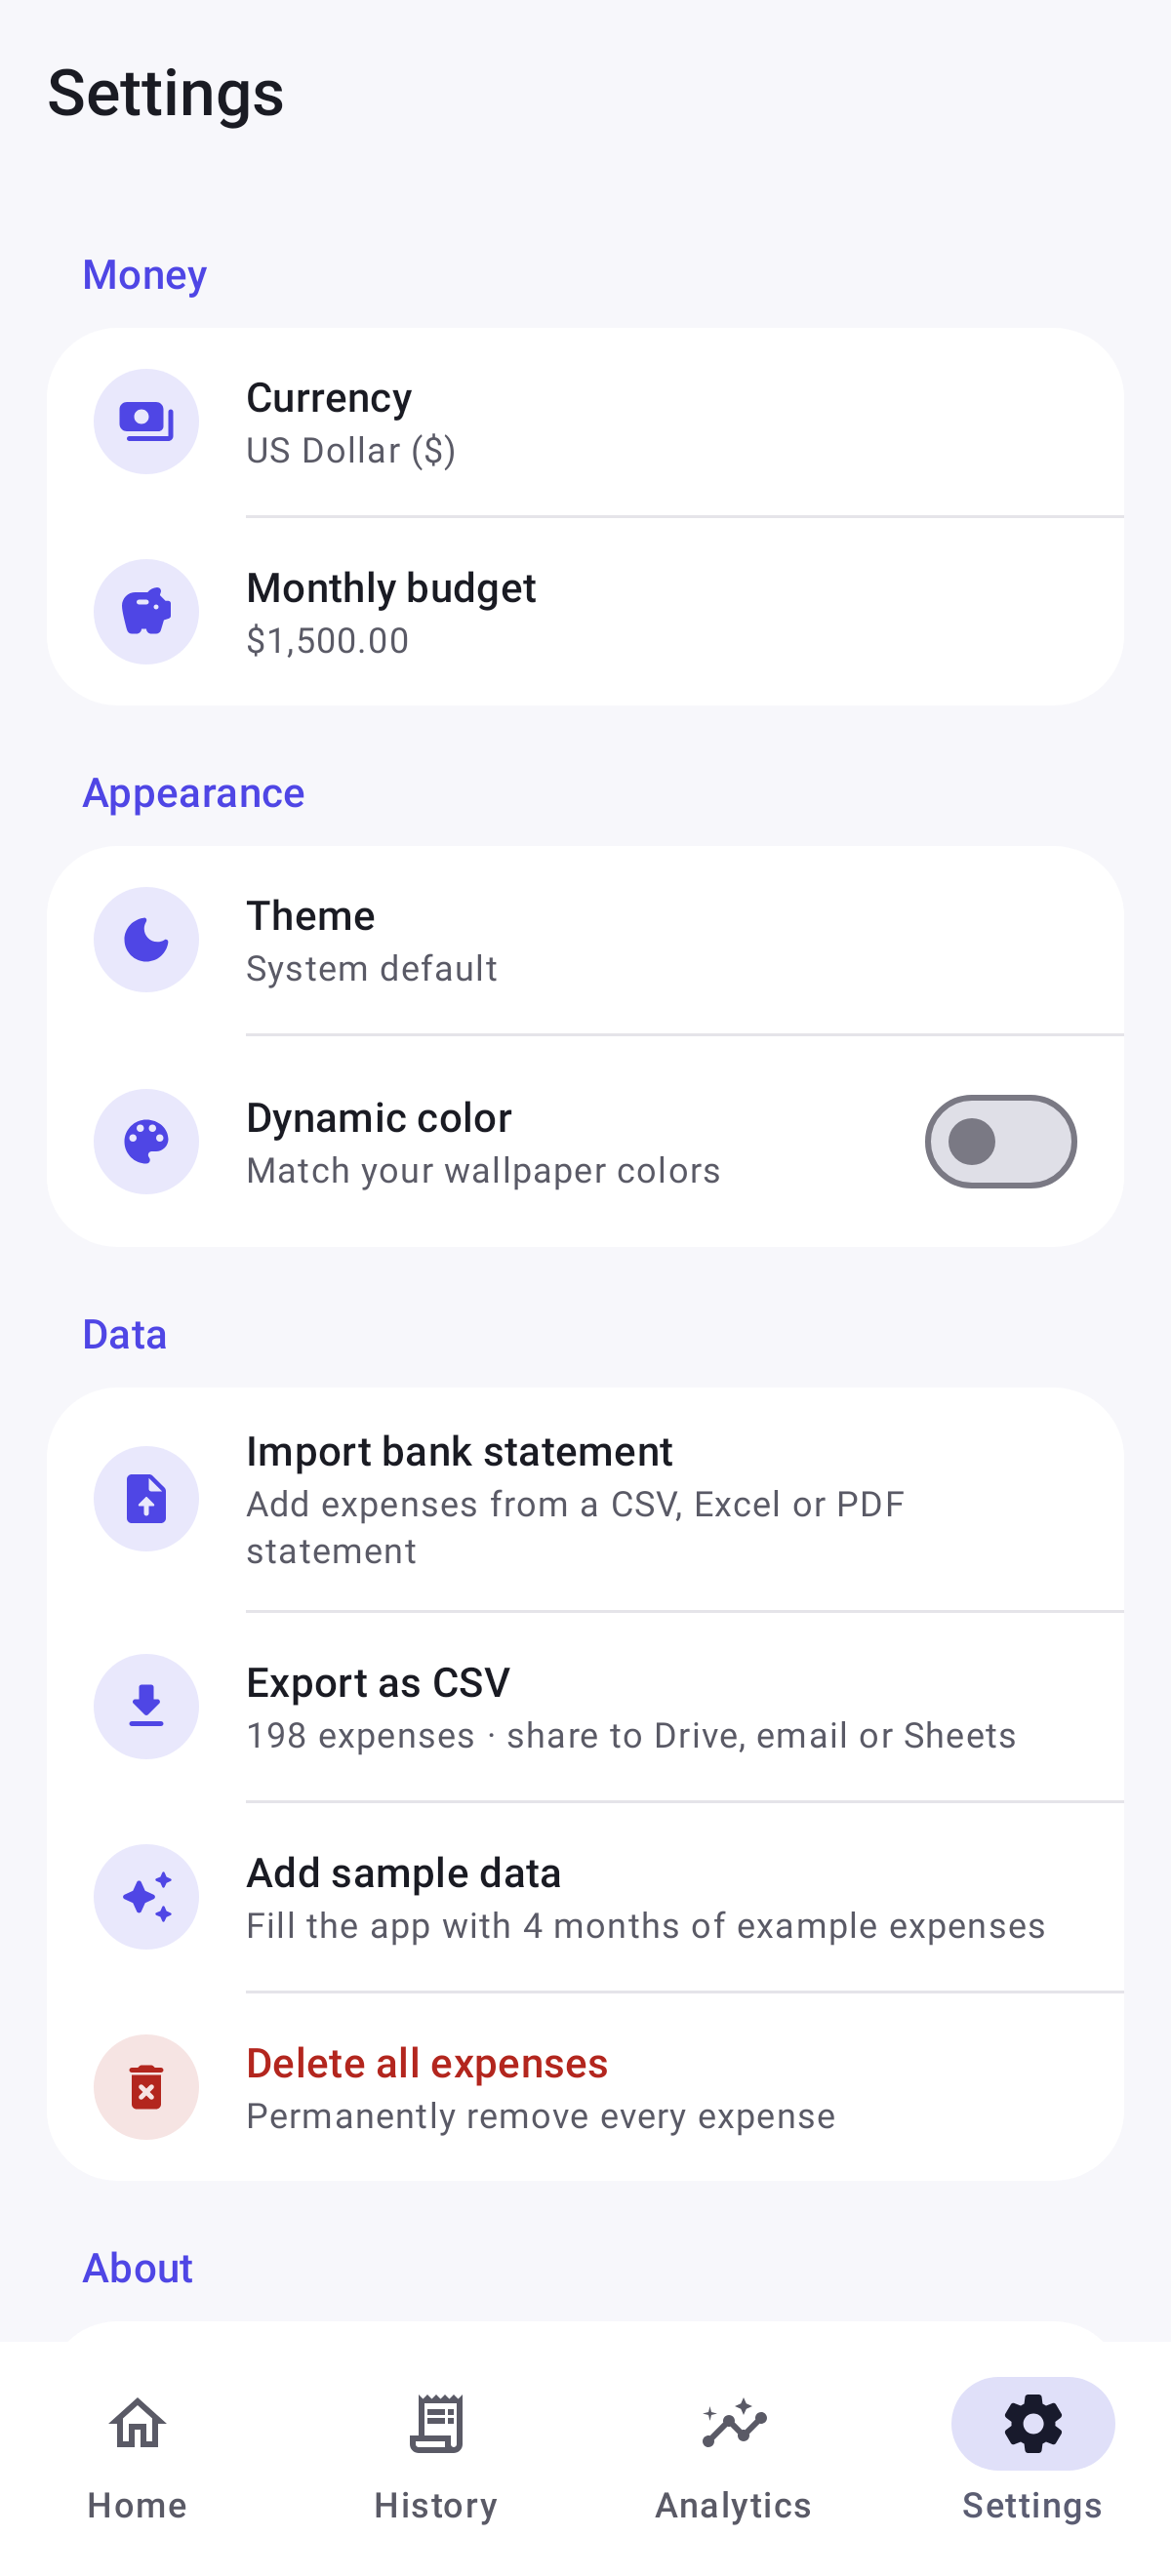 Settings
Money
Currency
US Dollar ($)
Monthly budget
$1,500.00
Appearance
Theme
System default
Dynamic color
Match your wallpaper colors
Data
Import bank statement
Add expenses from a CSV, Excel or PDF
statement
Export as CSV
198 expenses · share to Drive, email or Sheets
Add sample data
Fill the app with 4 months of example expenses
Delete all expenses
Permanently remove every expense
About
Home
History
Analytics
Settings